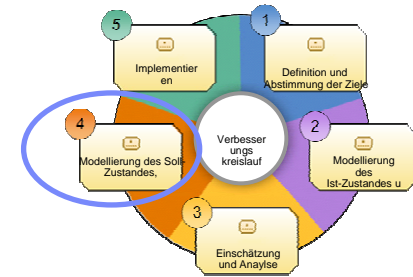 5
Implementier
en
1
Definition und
Abstimmung der Ziele
4
Modellierung des Soll-
Zustandes,
Verbesser
ungs
kreislauf
2
Modellierung
des
Ist-Zustandes u
3
Einschätzung
und Anaylse